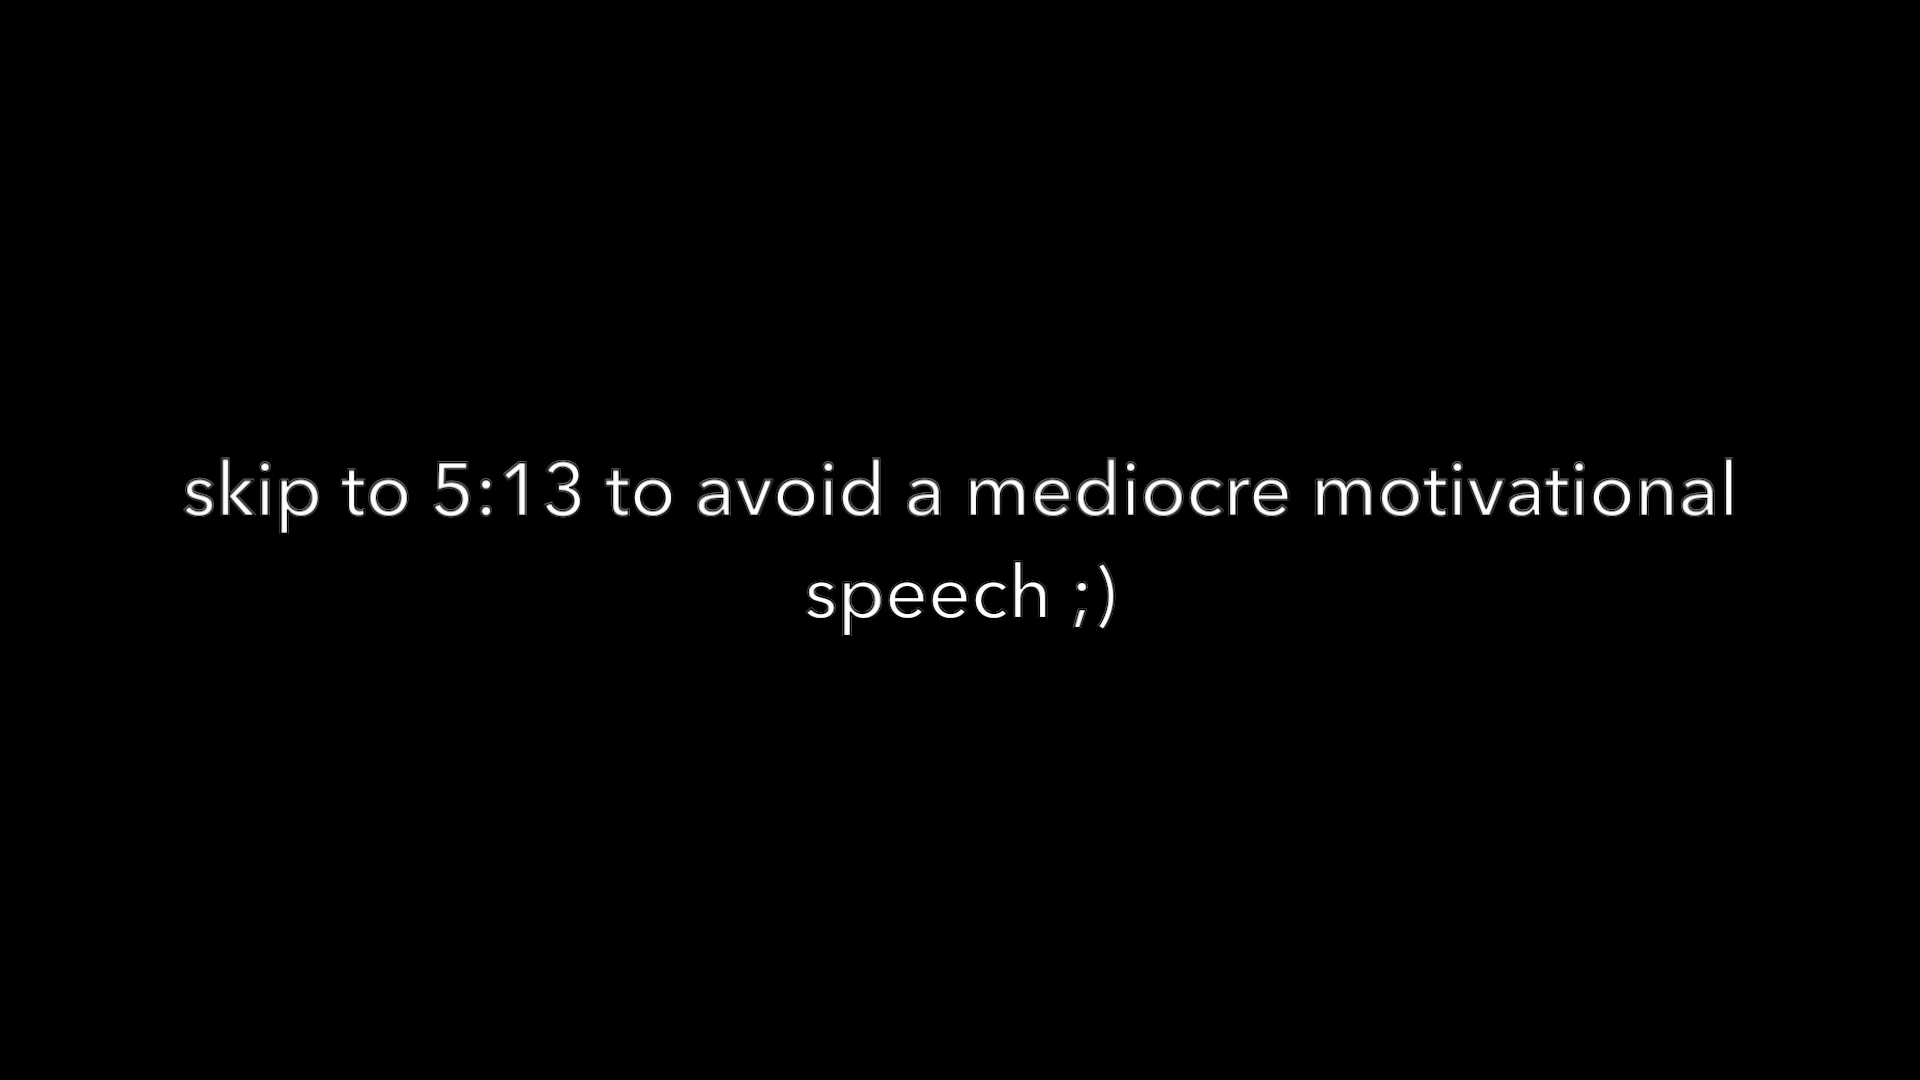 skip to 5:13 to avoid a mediocre motivational
speech ;)